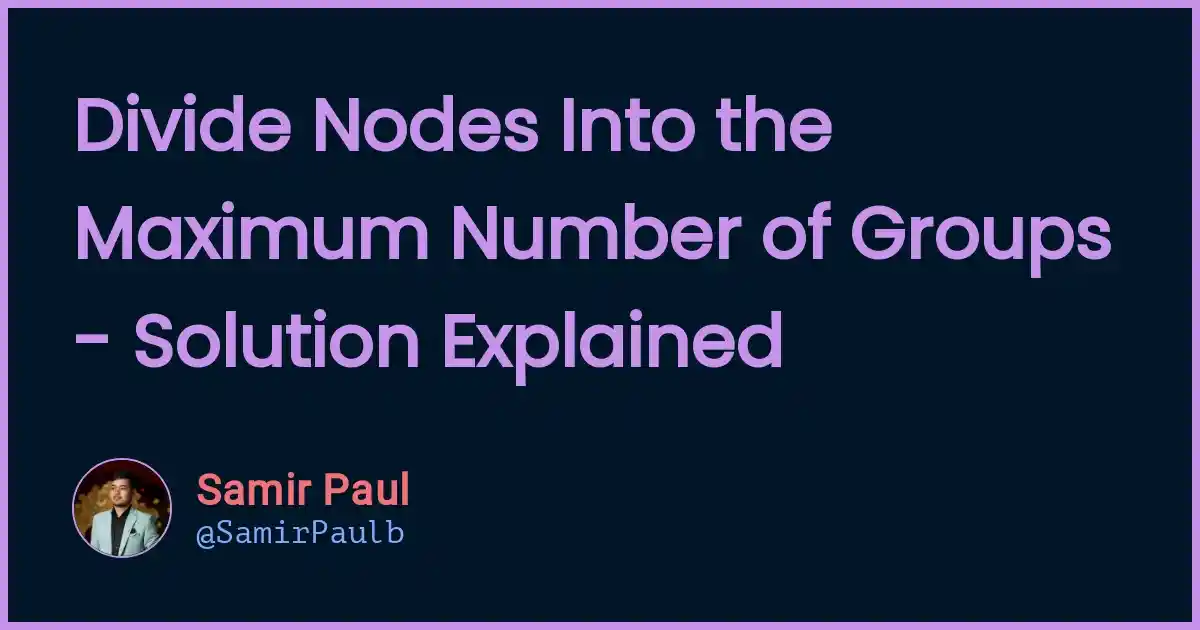 Divide Nodes Into the
Maximum Number of Groups
- Solution Explained
Samir Paul
@SamirPaulb